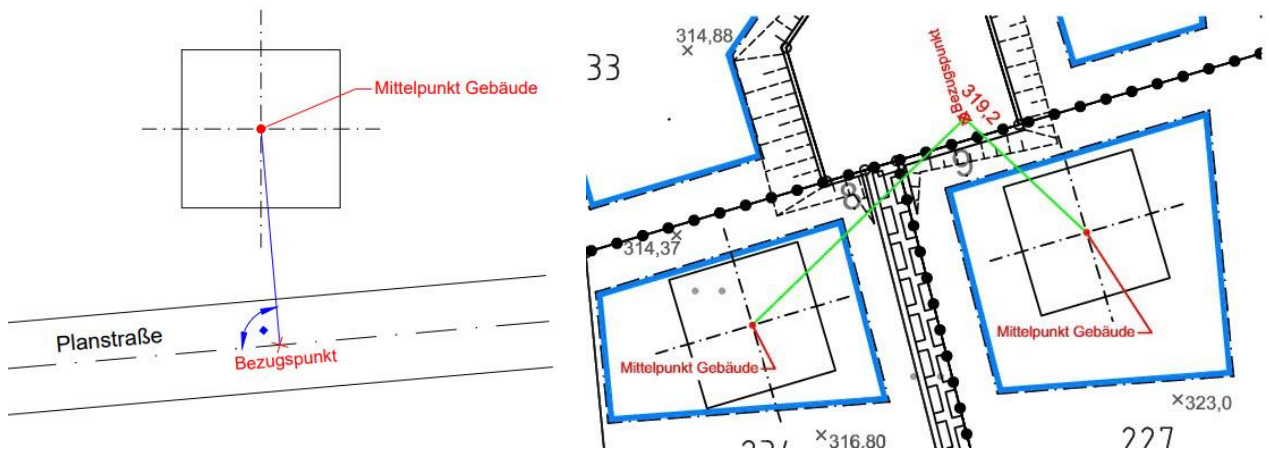 Mittelpunkt Gebäude
Planstraße
Bezugspunkt
314,88
33
Bezugspunkt
319,2
8
9
314,37
Mittelpunkt Gebäude
Mittelpunkt Gebäude
323,0
316,80
227